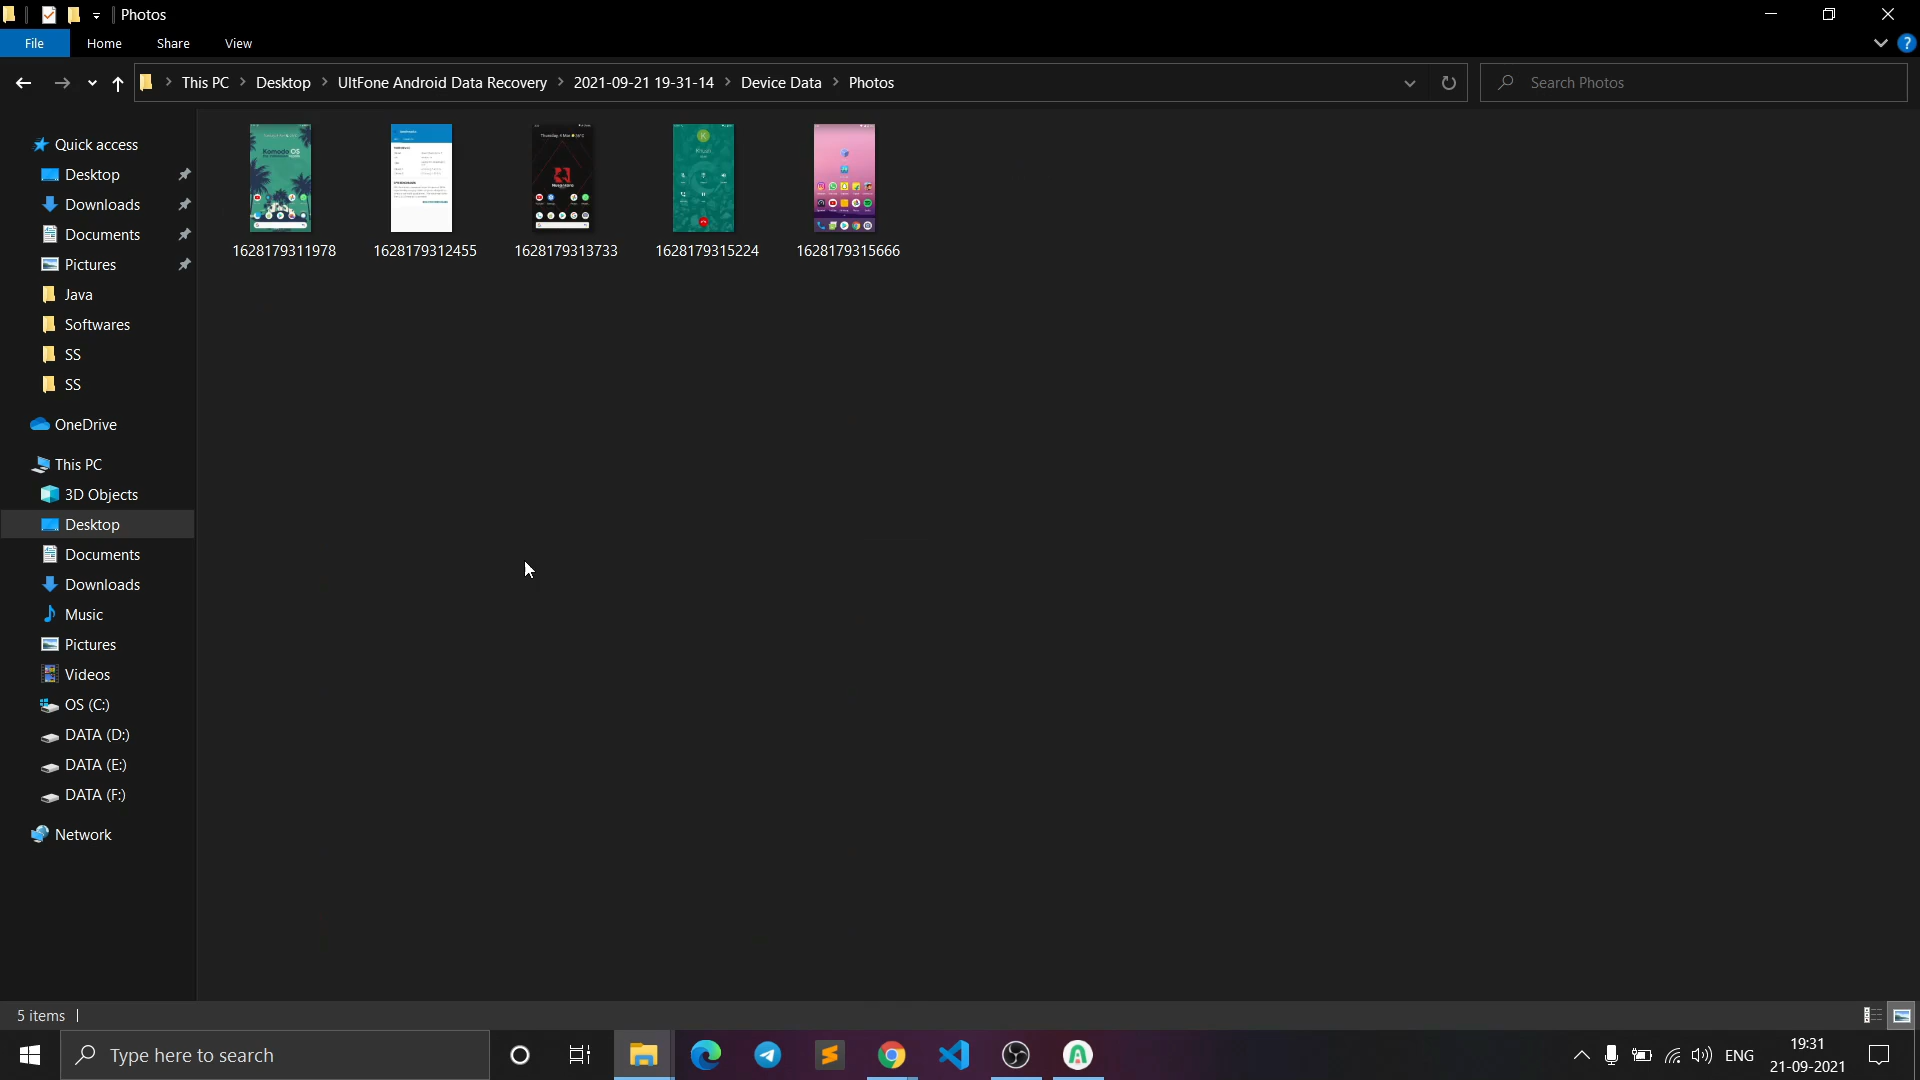 Photos
File Home Share View
This PC Desktop UltFone Android Data Recovery 2021-09-21 19-31-14 Device Data Photos
Search Photos
Quick access
Desktop
Downloads
Documents
Pictures
Java
Softwares
SS
SS
OneDrive
This PC
3D Objects
Desktop
Documents
Downloads
Music
Pictures
Videos
OS (C:)
DATA (D:)
DATA (E:)
DATA (F:)
Network
Komodo OS
1628179311978 1628179312455 1628179313733 1628179315224 1628179315666
5 items
Type here to search
ENG
19:31
21-09-2021